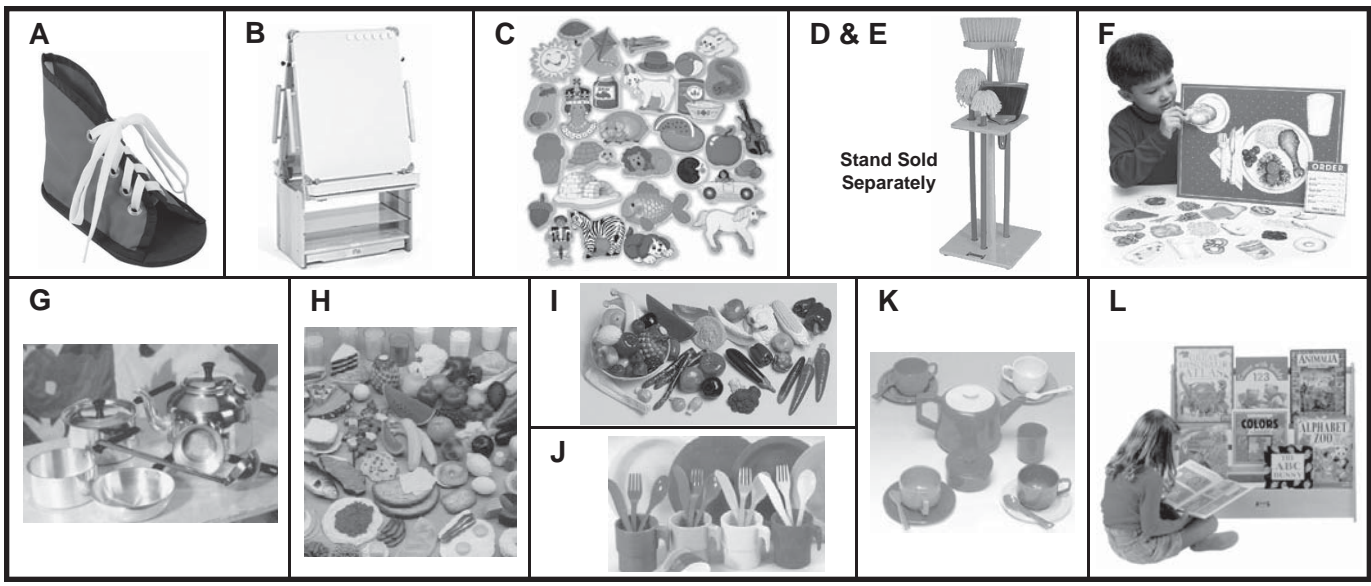 A
B
C
D & E
F
Stand Sold
Separately
ORDER
G
H
I
J
K
L
ATLAS
123
ANIMALIA
COLORS
ALPHABET
ZOO
THE
ABC
BUNNY